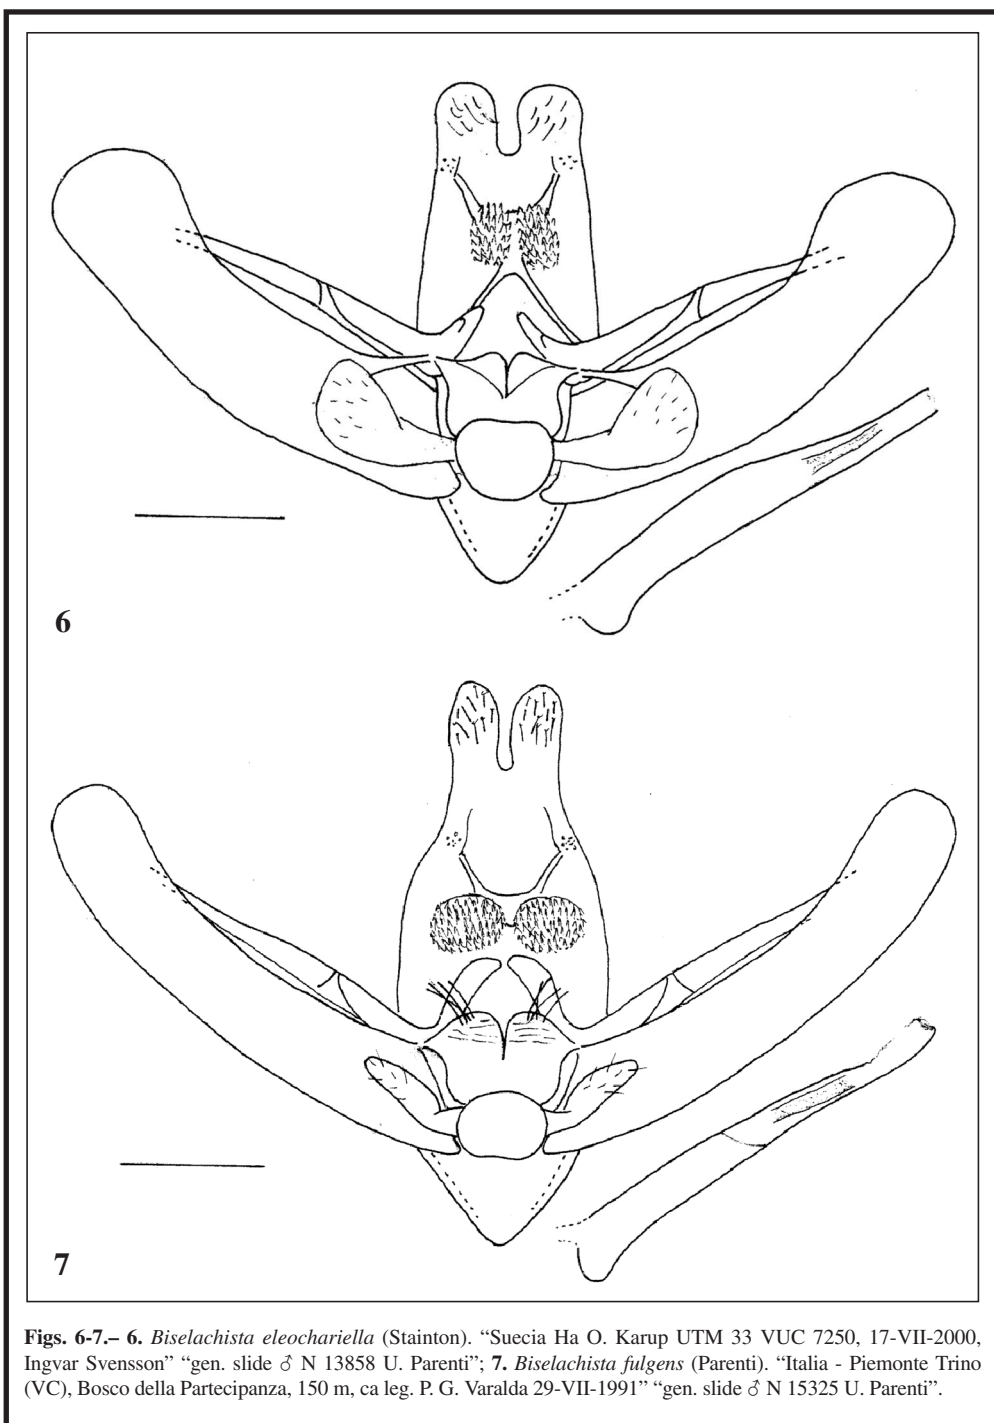 6
7
Figs. 6-7.– 6. Biselachista eleochariella (Stainton). “Suecia Ha O. Karup UTM 33 VUC 7250, 17-VII-2000,
Ingvar Svensson” “gen. slide ♂ N 13858 U. Parenti”; 7. Biselachista fulgens (Parenti). “Italia - Piemonte Trino
(VC), Bosco della Partecipanza, 150 m, ca leg. P. G. Varalda 29-VII-1991” “gen. slide ♂ N 15325 U. Parenti”.